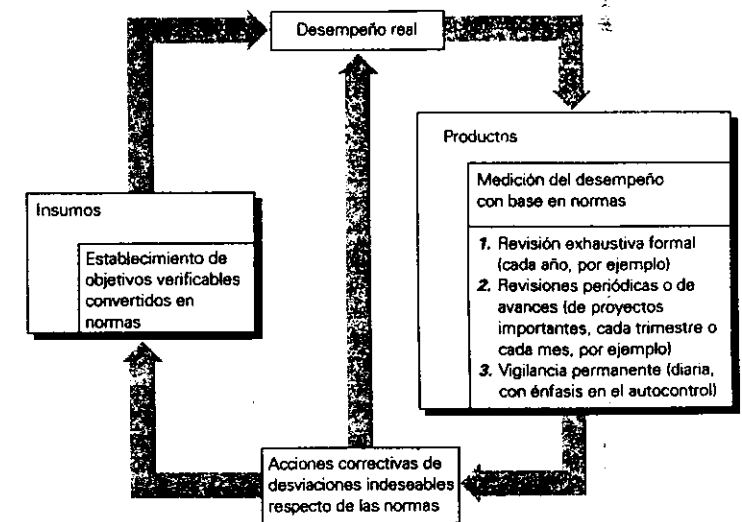 Desempeño real
Productos
Medición del desempeño
con base en normas
1. Revisión exhaustiva formal
(cada año, por ejemplo)
2. Revisiones periódicas o de
avances (de proyectos
importantes, cada trimestre o
cada mes, por ejemplo)
3. Vigilancia permanente (diaria,
con énfasis en el autocontrol)
Insumos
Establecimiento de
objetivos verificables
convertidos en
normas
Acciones correctivas de
desviaciones indeseables
respecto de las normas